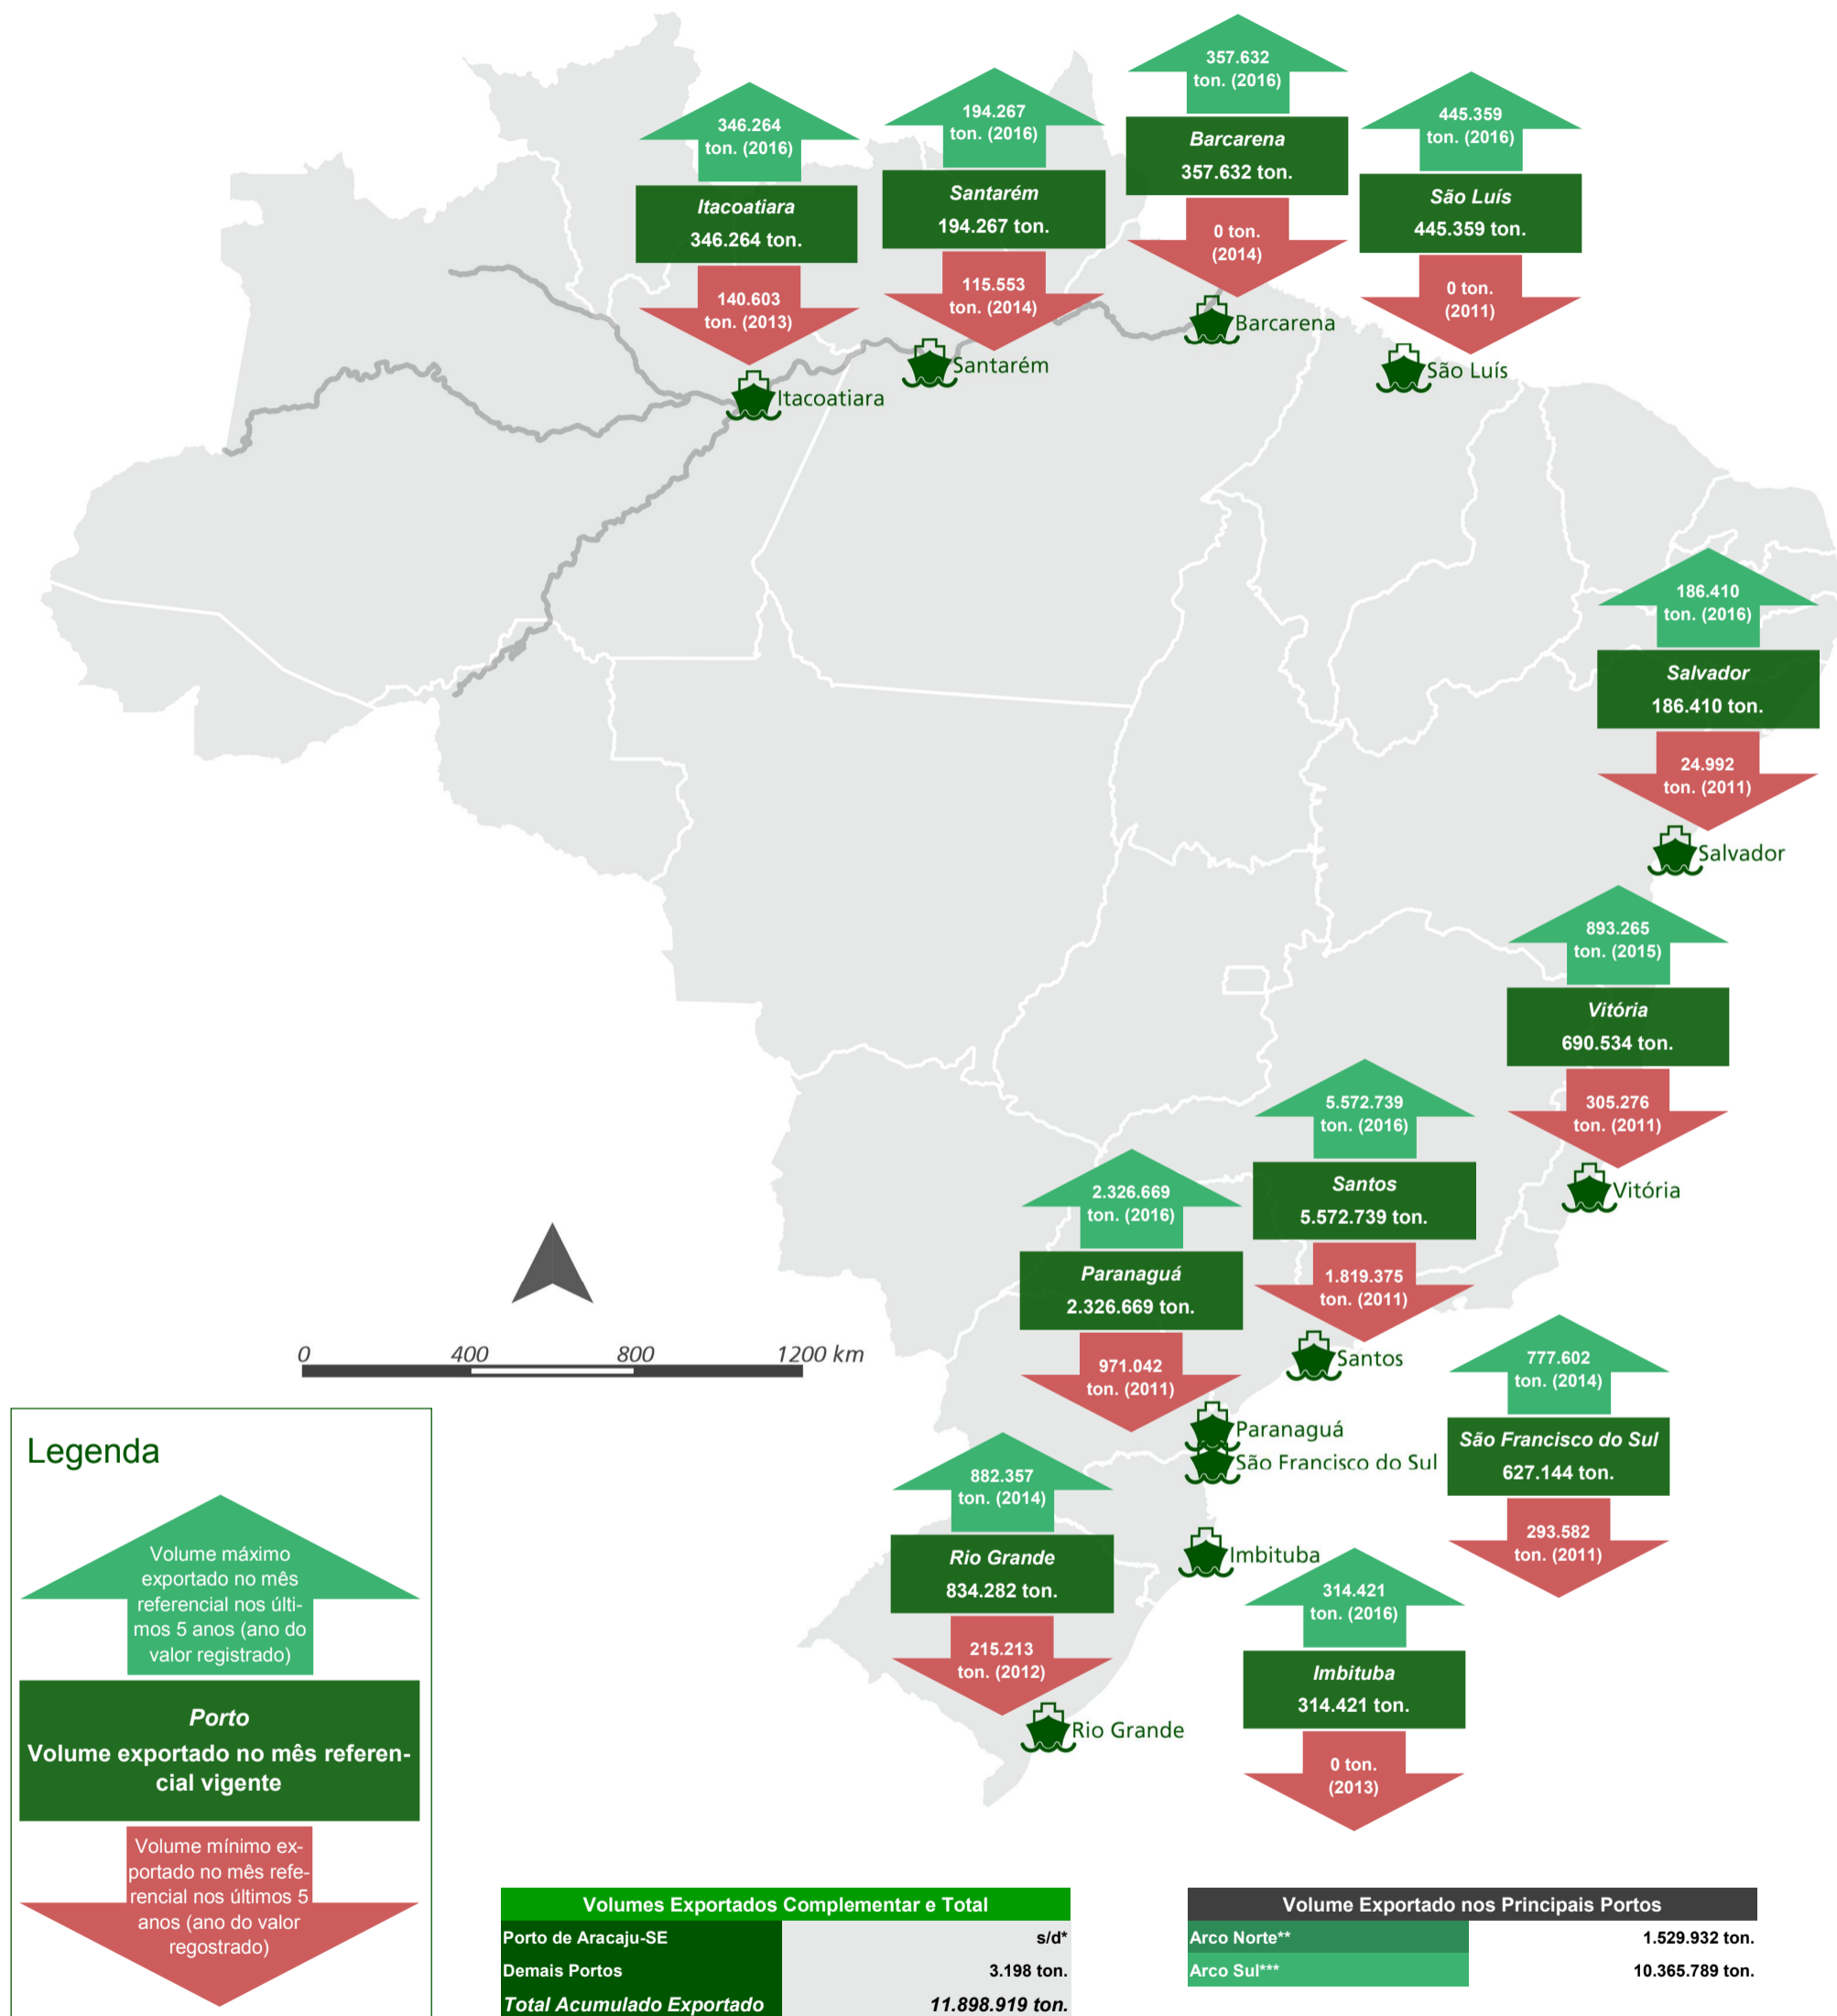 357.632
ton. (2016)
Barcarena
357.632 ton.
0 ton.
(2014)
Barcarena
445.359
ton. (2016)
São Luís
445.359 ton.
0 ton.
(2011)
São Luís
194.267
ton. (2016)
Santarém
194.267 ton.
115.553
ton. (2014)
Santarém
346.264
ton. (2016)
Itacoatiara
346.264 ton.
140.603
ton. (2013)
Itacoatiara
186.410
ton. (2016)
Salvador
186.410 ton.
24.992
ton. (2011)
Salvador
893.265
ton. (2015)
Vitória
690.534 ton.
305.276
ton. (2011)
Vitória
5.572.739
ton. (2016)
Santos
5.572.739 ton.
1.819.375
ton. (2011)
Santos
2.326.669
ton. (2016)
Paranaguá
2.326.669 ton.
971.042
ton. (2011)
Paranaguá
São Francisco do Sul
777.602
ton. (2014)
São Francisco do Sul
627.144 ton.
293.582
ton. (2011)
882.357
ton. (2014)
Rio Grande
834.282 ton.
215.213
ton. (2012)
Rio Grande
Imbituba
314.421
ton. (2016)
Imbituba
314.421 ton.
0 ton.
(2013)
0 400 800 1200 km
Legenda
Volume máximo
exportado no mês
referencial nos últi-
mos 5 anos (ano do
valor registrado)
Porto
Volume exportado no mês referen-
cial vigente
Volume mínimo ex-
portado no mês refe-
rencial nos últimos 5
anos (ano do valor
regostrado)
Volumes Exportados Complementar e Total
Porto de Aracaju-SE s/d*
Demais Portos 3.198 ton.
Total Acumulado Exportado 11.898.919 ton.
Volume Exportado nos Principais Portos
Arco Norte** 1.529.932 ton.
Arco Sul*** 10.365.789 ton.